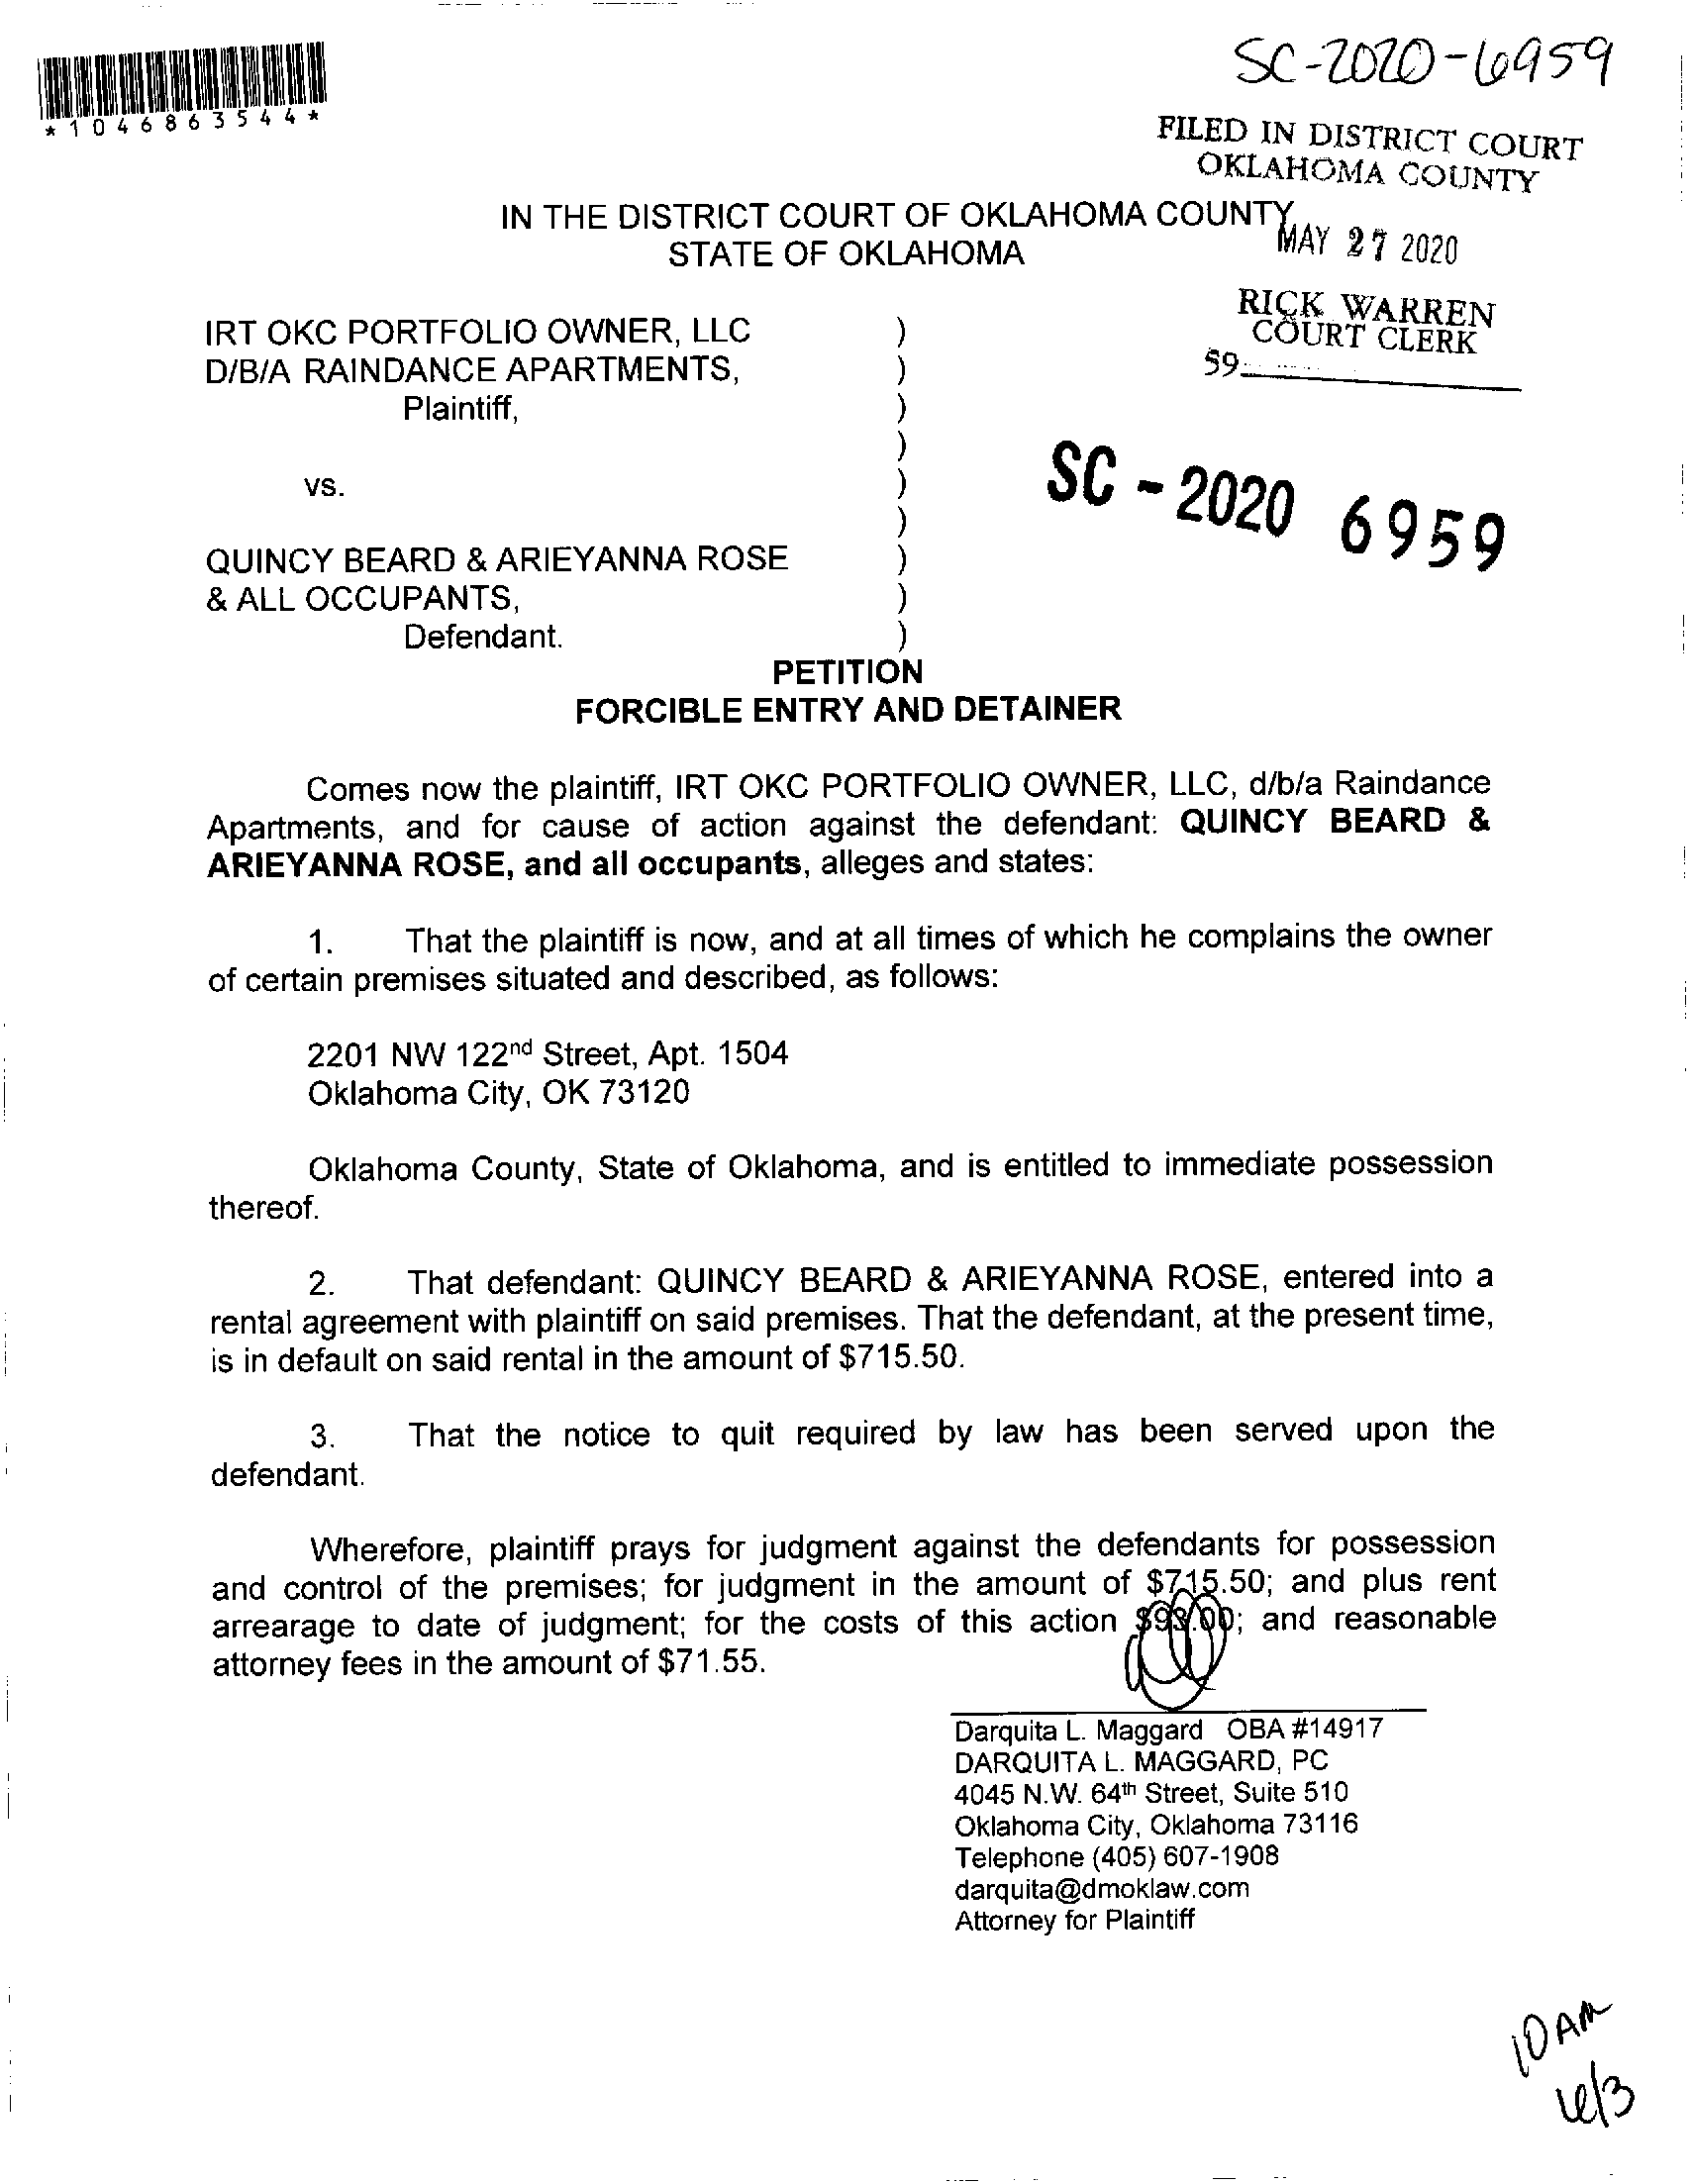 SC-2020-6959
*1046863544*
FILED IN DISTRICT COURT
OKLAHOMA COUNTY
IN THE DISTRICT COURT OF OKLAHOMA COUNTY
MAY 27 2020
STATE OF OKLAHOMA
RICK WARREN
COURT CLERK
59
IRT OKC PORTFOLIO OWNER, LLC )
D/B/A RAINDANCE APARTMENTS, )
Plaintiff, )
)
vs. )
)
SC - 2020 6959
QUINCY BEARD & ARIEYANNA ROSE )
& ALL OCCUPANTS, )
Defendant. )
PETITION
FORCIBLE ENTRY AND DETAINER
Comes now the plaintiff, IRT OKC PORTFOLIO OWNER, LLC, d/b/a Raindance
Apartments, and for cause of action against the defendant: QUINCY BEARD &
ARIEYANNA ROSE, and all occupants, alleges and states:
1. That the plaintiff is now, and at all times of which he complains the owner
of certain premises situated and described, as follows:
2201 NW 122nd Street, Apt. 1504
Oklahoma City, OK 73120
Oklahoma County, State of Oklahoma, and is entitled to immediate possession
thereof.
2. That defendant: QUINCY BEARD & ARIEYANNA ROSE, entered into a
rental agreement with plaintiff on said premises. That the defendant, at the present time,
is in default on said rental in the amount of $715.50.
3. That the notice to quit required by law has been served upon the
defendant.
Wherefore, plaintiff prays for judgment against the defendants for possession
and control of the premises; for judgment in the amount of $715.50; and plus rent
arrearage to date of judgment; for the costs of this action $93.00; and reasonable
attorney fees in the amount of $71.55.
Darquita L. Maggard OBA #14917
DARQUITA L. MAGGARD, PC
4045 N.W. 64th Street, Suite 510
Oklahoma City, Oklahoma 73116
Telephone (405) 607-1908
darquita@dmoklaw.com
Attorney for Plaintiff
10 AM
6/3